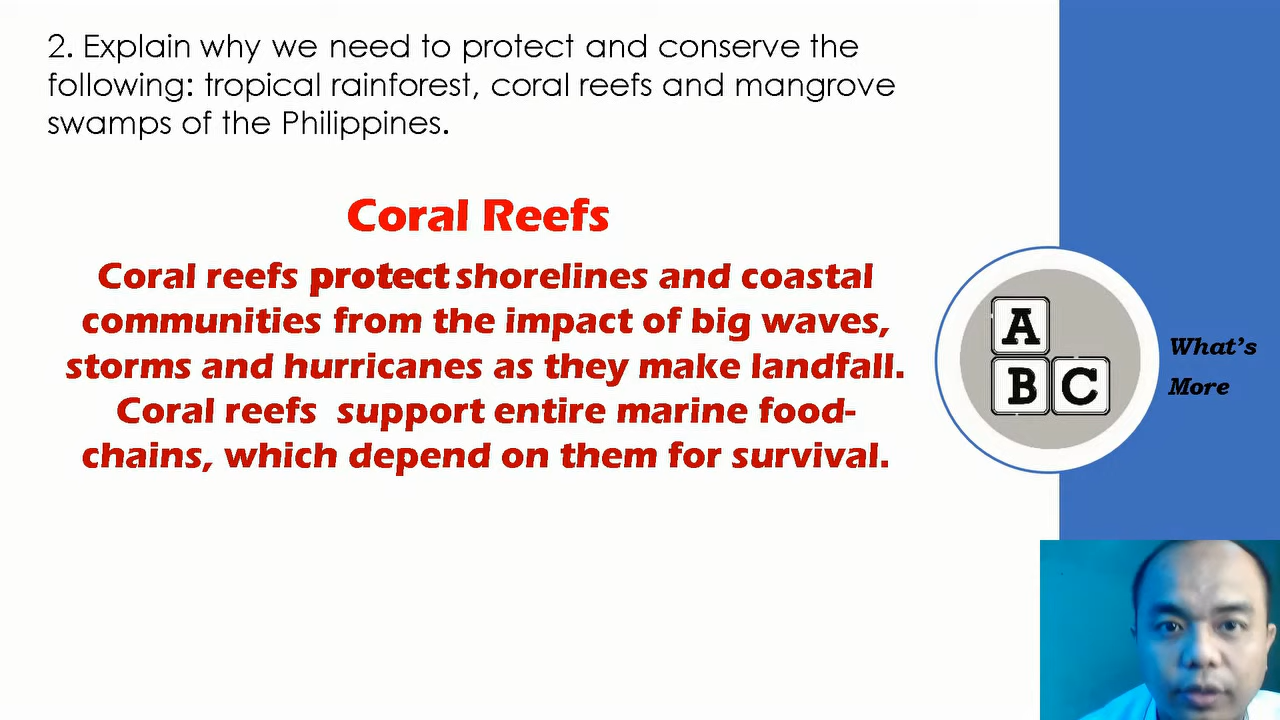 2. Explain why we need to protect and conserve the
following: tropical rainforest, coral reefs and mangrove
swamps of the Philippines.
Coral Reefs
Coral reefs protect shorelines and coastal
communities from the impact of big waves,
storms and hurricanes as they make landfall.
Coral reefs support entire marine food-
chains, which depend on them for survival.
A
B C
What's
More